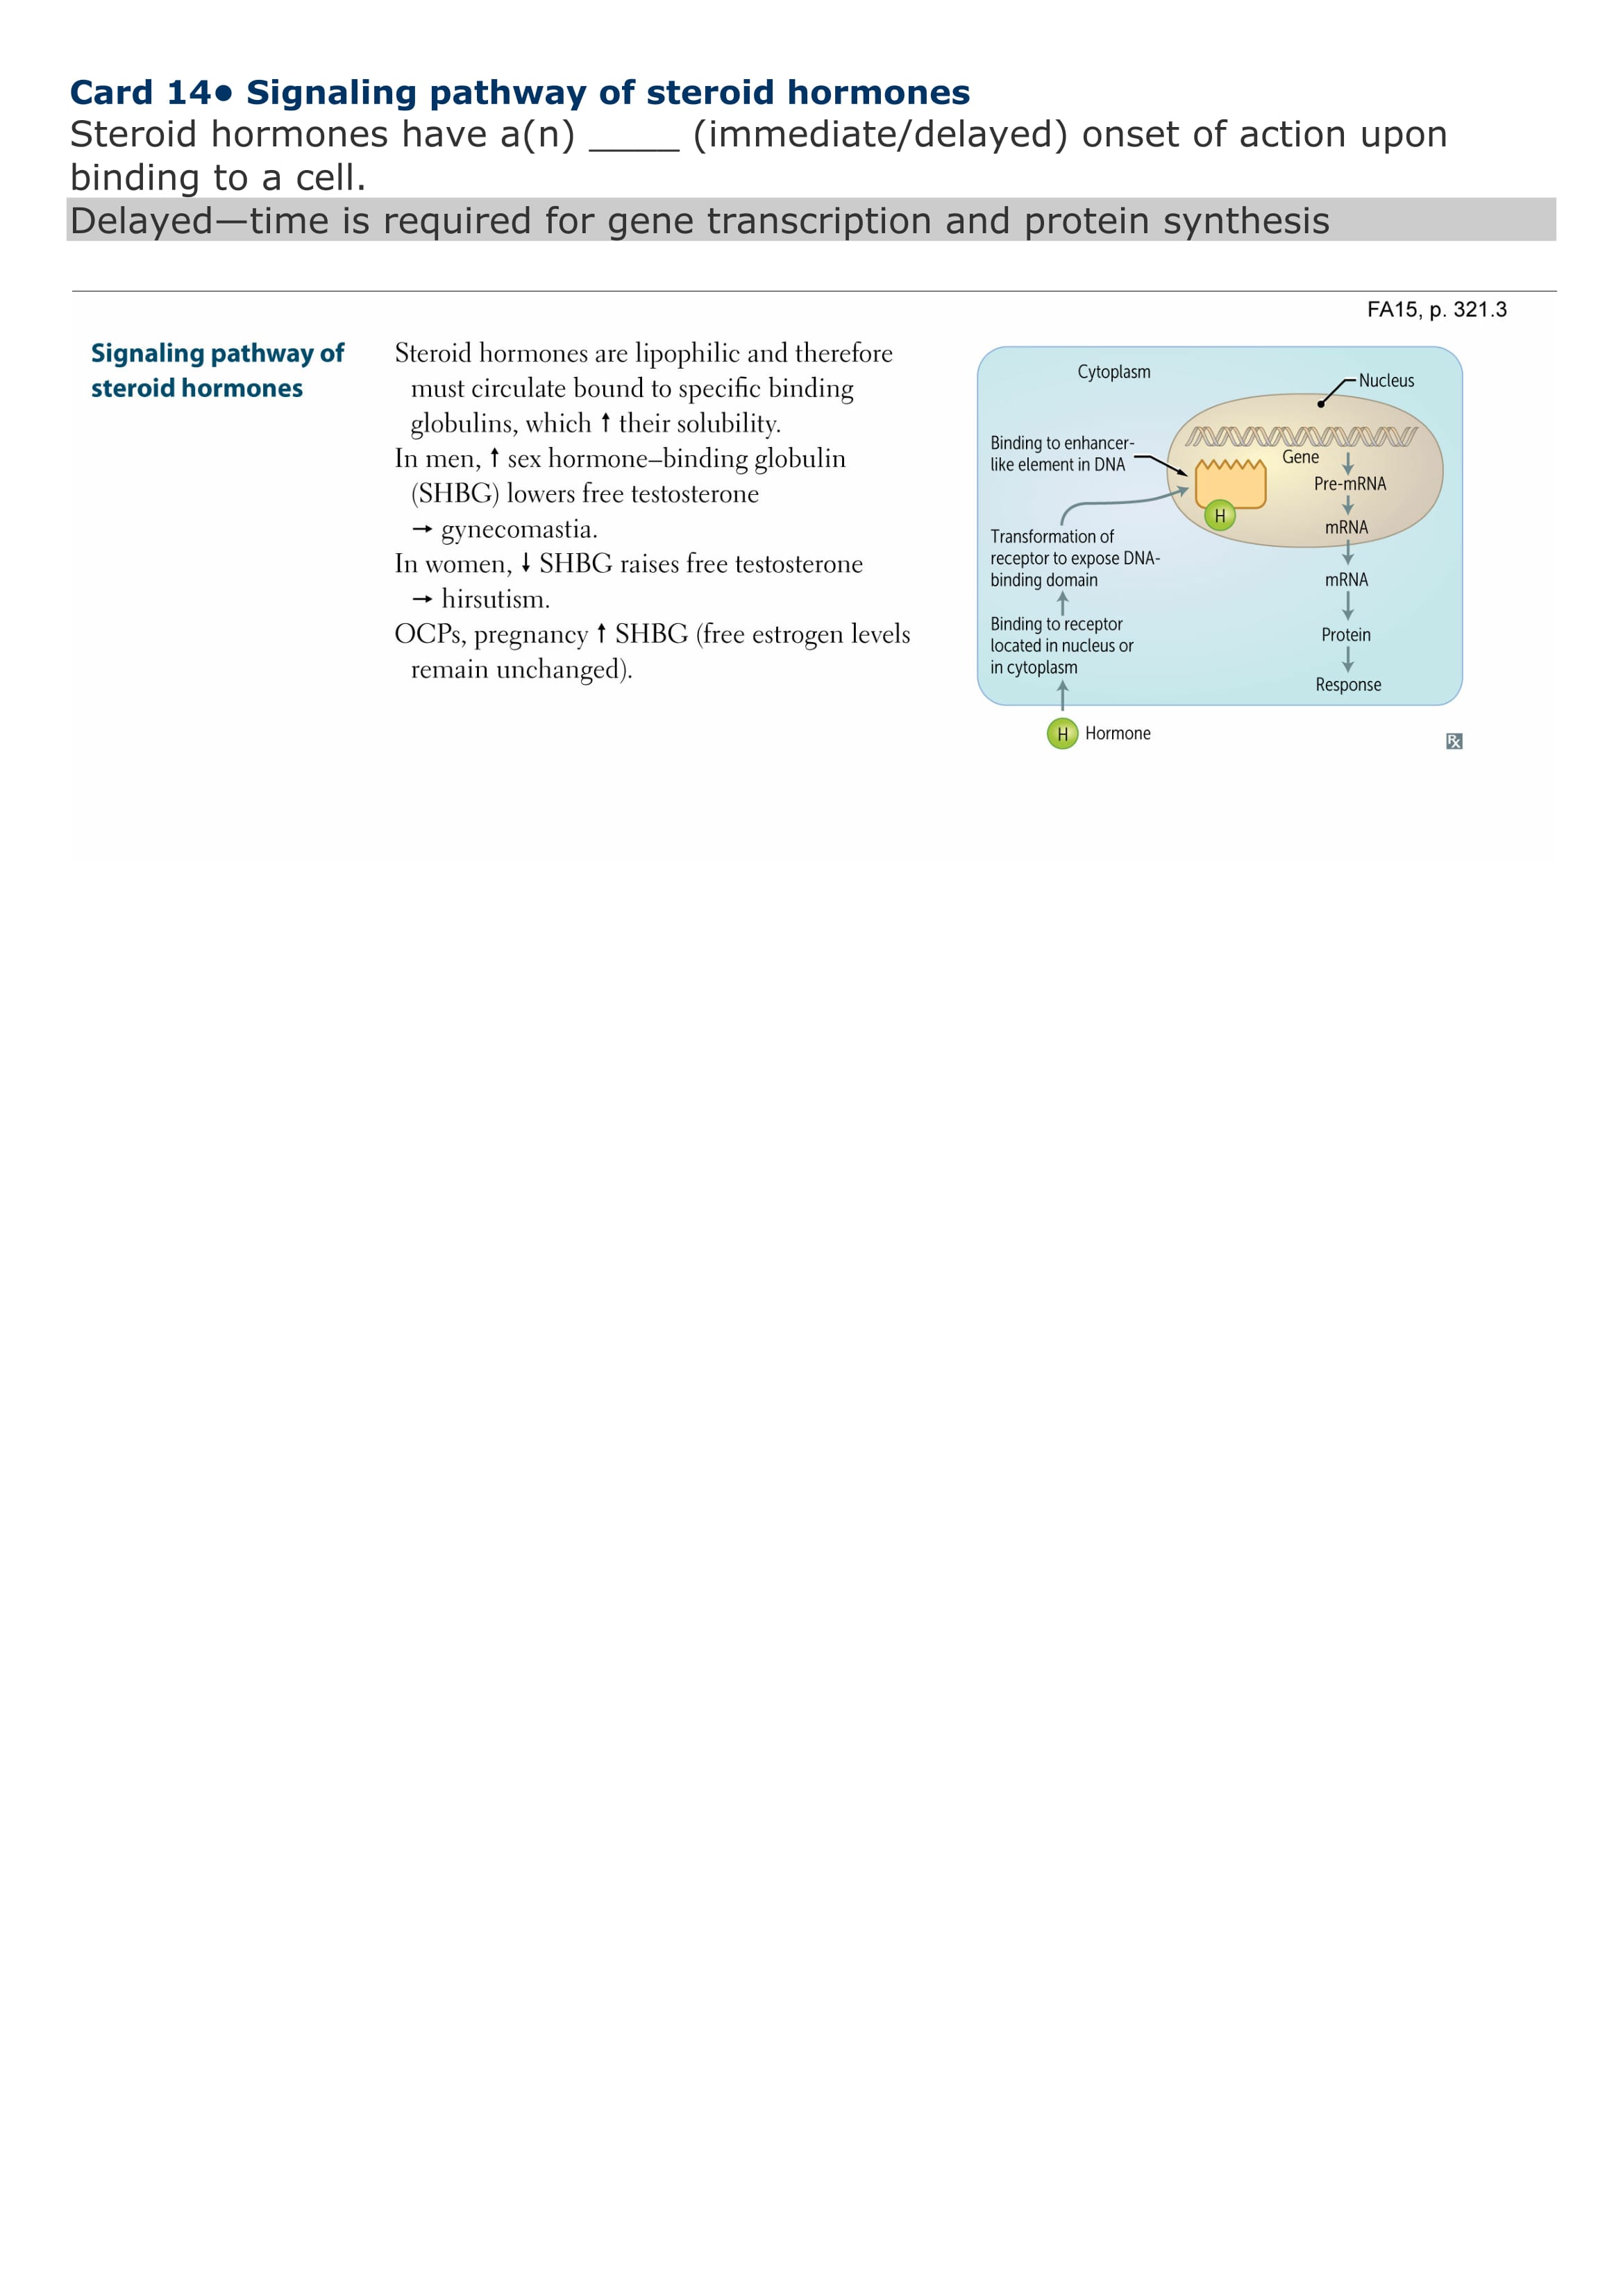 Card 14● Signaling pathway of steroid hormones
Steroid hormones have a(n) _____ (immediate/delayed) onset of action upon
binding to a cell.
Delayed—time is required for gene transcription and protein synthesis
FA15, p. 321.3
Signaling pathway of
steroid hormones
Steroid hormones are lipophilic and therefore
must circulate bound to specific binding
globulins, which ↑ their solubility.
In men, ↑ sex hormone–binding globulin
(SHBG) lowers free testosterone
→ gynecomastia.
In women, ↓ SHBG raises free testosterone
→ hirsutism.
OCPs, pregnancy ↑ SHBG (free estrogen levels
remain unchanged).
Cytoplasm
Nucleus
Binding to enhancer-
like element in DNA
Gene
Pre-mRNA
H
mRNA
Transformation of
receptor to expose DNA-
binding domain
mRNA
Binding to receptor
located in nucleus or
in cytoplasm
Protein
Response
H Hormone
Rx